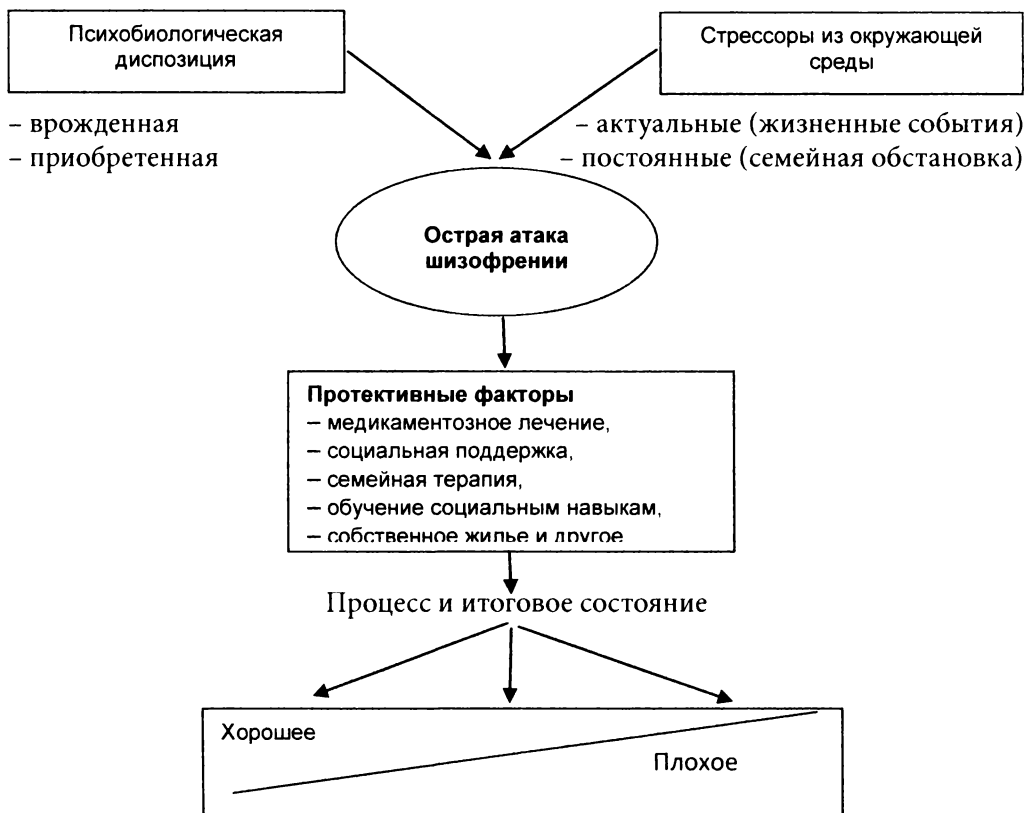 Психобиологическая
диспозиция
Стрессоры из окружающей
среды
– врожденная
– приобретенная
– актуальные (жизненные события)
– постоянные (семейная обстановка)
Острая атака
шизофрении
Протективные факторы
– медикаментозное лечение,
– социальная поддержка,
– семейная терапия,
– обучение социальным навыкам,
– собственное жилье и другое
Процесс и итоговое состояние
Хорошее
Плохое